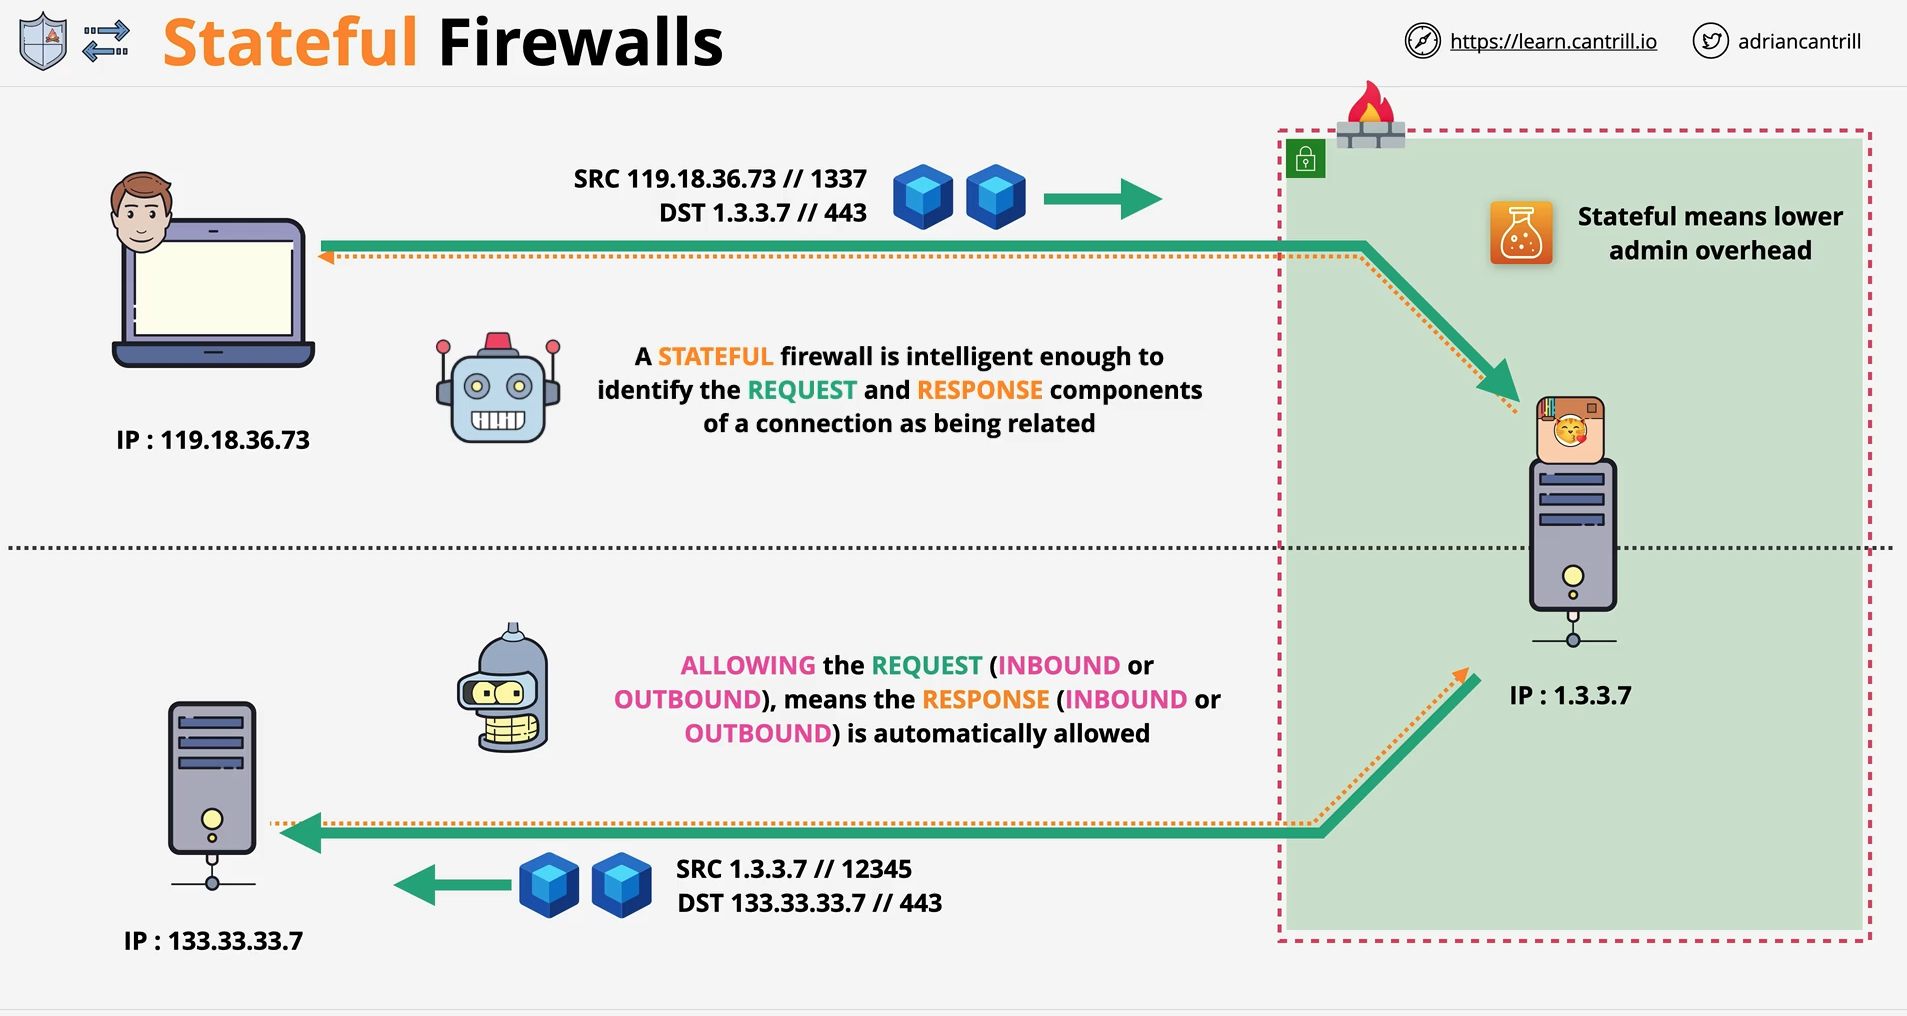 Stateful Firewalls
https://learn.cantrill.io
adriancantrill
SRC 119.18.36.73 // 1337
DST 1.3.3.7 // 443
Stateful means lower
admin overhead
A STATEFUL firewall is intelligent enough to
identify the REQUEST and RESPONSE components
of a connection as being related
IP : 119.18.36.73
ALLOWING the REQUEST (INBOUND or
OUTBOUND), means the RESPONSE (INBOUND or
OUTBOUND) is automatically allowed
IP : 1.3.3.7
SRC 1.3.3.7 // 12345
DST 133.33.33.7 // 443
IP : 133.33.33.7